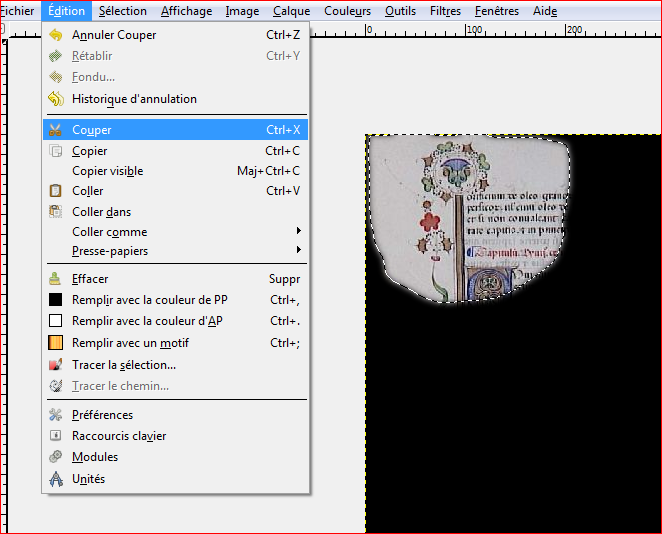 Fichier Édition Sélection Affichage Image Calque Couleurs Outils Filtres Fenêtres Aide
0 100 200
Annuler Couper Ctrl+Z
Rétablir Ctrl+Y
Fondu...
Historique d'annulation
Couper Ctrl+X
Copier Ctrl+C
Copier visible Maj+Ctrl+C
Coller Ctrl+V
Coller dans
Coller comme
Presse-papiers
Effacer Suppr
Remplir avec la couleur de PP Ctrl+,
Remplir avec la couleur d'AP Ctrl+.
Remplir avec un motif Ctrl+;
Tracer la sélection...
Tracer le chemin...
Préférences
Raccourcis clavier
Modules
Unités
de oleo